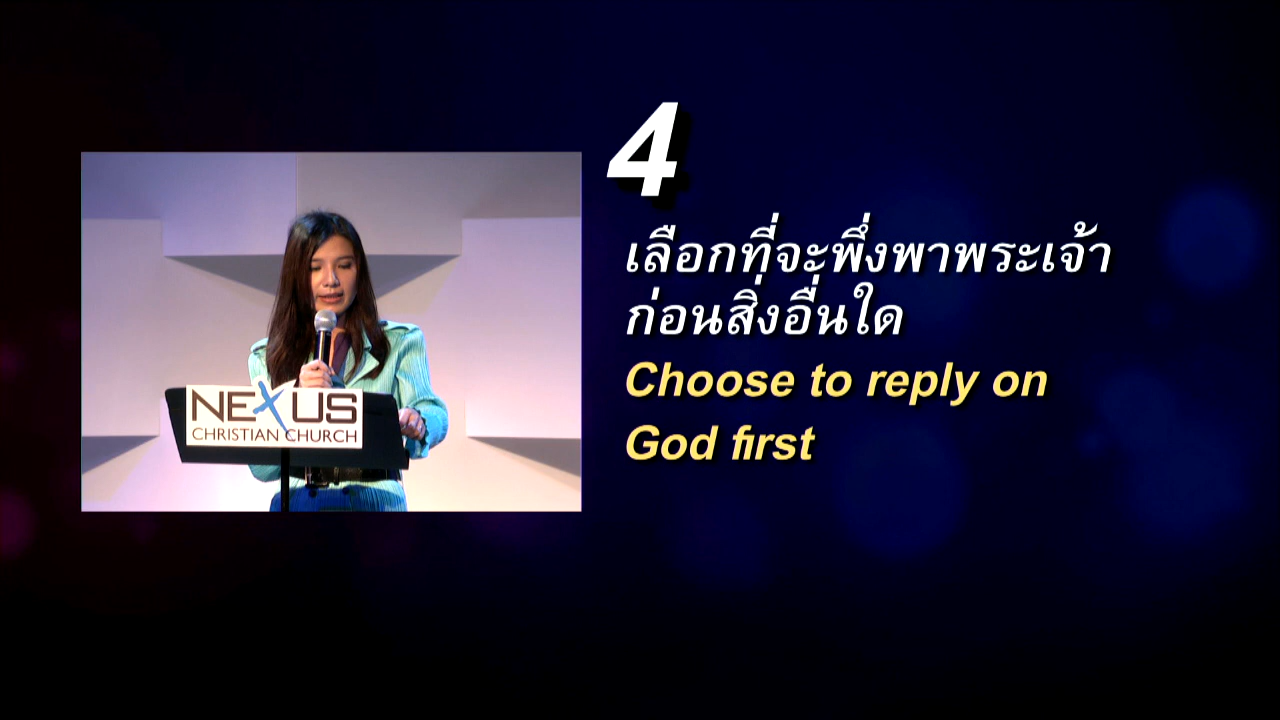 4
เลือกที่จะพึ่งพาพระเจ้า
ก่อนสิ่งอื่นใด
Choose to reply on
God first
NEXUS
CHRISTIAN CHURCH